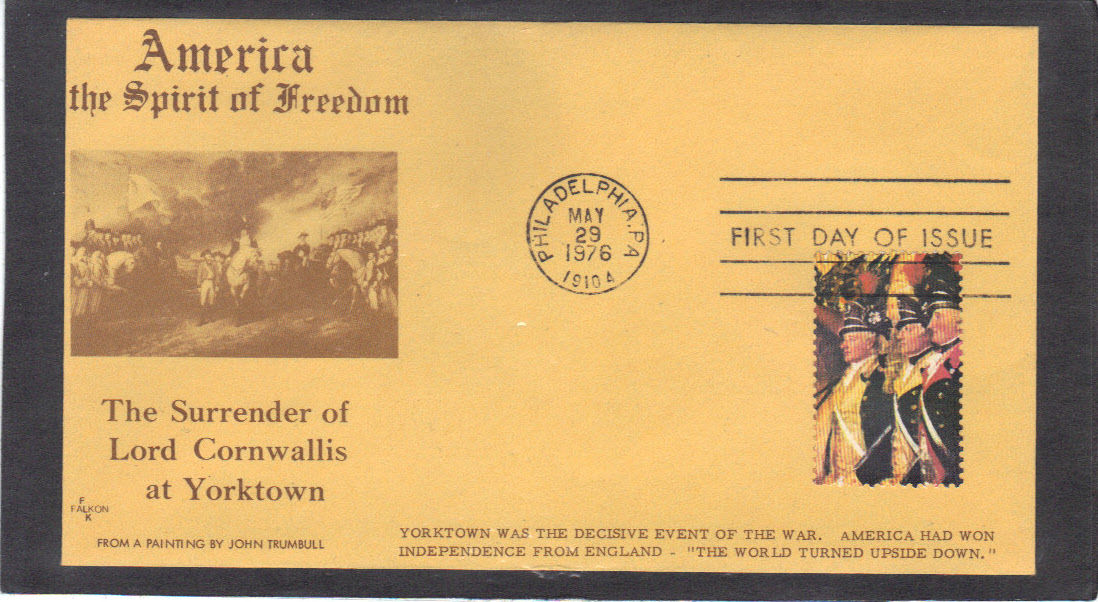 America
the Spirit of Freedom
PHILADELPHIA, PA
MAY
29
1976
19104
FIRST DAY OF ISSUE
The Surrender of
Lord Cornwallis
at Yorktown
F
FALKON
K
FROM A PAINTING BY JOHN TRUMBULL
YORKTOWN WAS THE DECISIVE EVENT OF THE WAR. AMERICA HAD WON
INDEPENDENCE FROM ENGLAND - "THE WORLD TURNED UPSIDE DOWN."